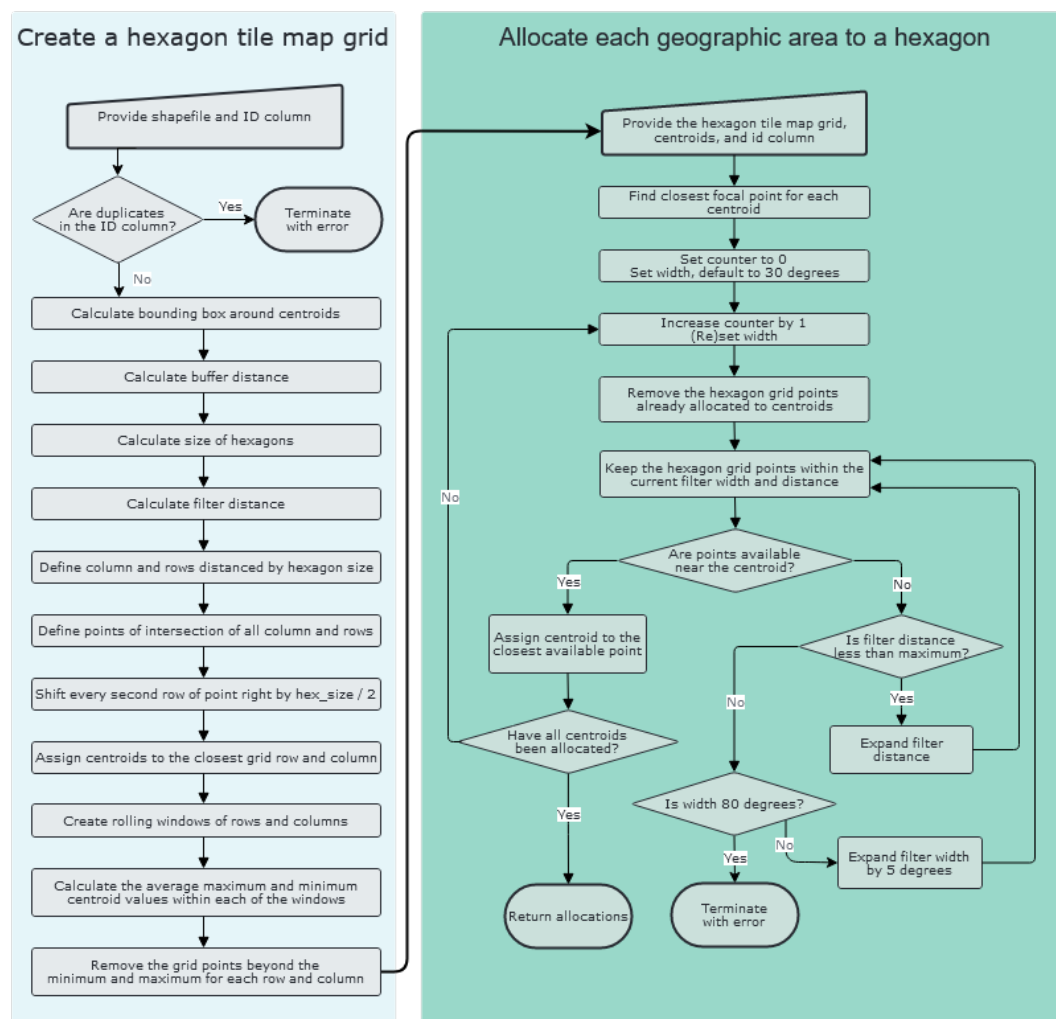 Create a hexagon tile map grid
Provide shapefile and ID column
Are duplicates
in the ID column?
Yes
Terminate
with error
No
Calculate bounding box around centroids
Calculate buffer distance
Calculate size of hexagons
Calculate filter distance
Define column and rows distanced by hexagon size
Define points of intersection of all column and rows
Shift every second row of point right by hex_size / 2
Assign centroids to the closest grid row and column
Create rolling windows of rows and columns
Calculate the average maximum and minimum
centroid values within each of the windows
Remove the grid points beyond the
minimum and maximum for each row and column
Allocate each geographic area to a hexagon
Provide the hexagon tile map grid,
centroids, and id column
Find closest focal point for each
centroid
Set counter to 0
Set width, default to 30 degrees
Increase counter by 1
(Re)set width
Remove the hexagon grid points
already allocated to centroids
Keep the hexagon grid points within the
current filter width and distance
Are points available
near the centroid?
Yes
No
Assign centroid to the
closest available point
Is filter distance
less than maximum?
No
Yes
Expand filter
distance
Have all centroids
been allocated?
No
Yes
Return allocations
Is width 80 degrees?
No
Expand filter width
by 5 degrees
Yes
Terminate
with error